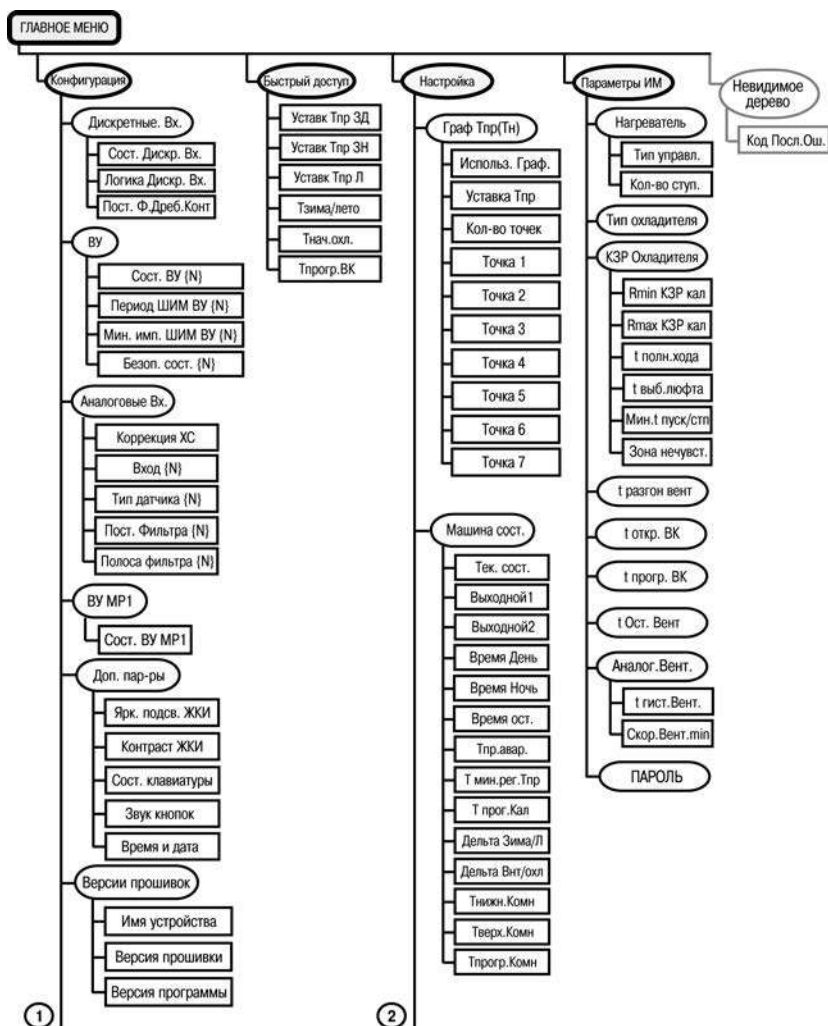 ГЛАВНОЕ МЕНЮ
Конфигурация
Дискретные. Вх.
Сост. Дискр. Вх.
Логика Дискр. Вх.
Пост. Ф.Дреб.Конт
ВУ
Сост. ВУ {N}
Период ШИМ ВУ {N}
Мин. имп. ШИМ ВУ {N}
Безоп. сост. {N}
Аналоговые Вх.
Коррекция ХС
Вход {N}
Тип датчика {N}
Пост. Фильтра {N}
Полоса фильтра {N}
ВУ МР1
Сост. ВУ МР1
Доп. пар-ры
Ярк. подсв. ЖКИ
Контраст ЖКИ
Сост. клавиатуры
Звук кнопок
Время и дата
Версии прошивок
Имя устройства
Версия прошивки
Версия программы
1
Быстрый доступ
Уставк Тпр ЗД
Уставк Тпр ЗН
Уставк Тпр Л
Тзима/лето
Тнач.охл.
Тпрогр.ВК
Настройка
Граф Тпр(Тн)
Использ. Граф.
Уставка Тпр
Кол-во точек
Точка 1
Точка 2
Точка 3
Точка 4
Точка 5
Точка 6
Точка 7
Машина сост.
Тек. сост.
Выходной1
Выходной2
Время День
Время Ночь
Время ост.
Тпр.авар.
Т мин.рег.Тпр
Т прог.Кал
Дельта Зима/Л
Дельта Внт/охл
Тнижн.Комн
Тверх.Комн
Тпрогр.Комн
2
Параметры ИМ
Нагреватель
Тип управл.
Кол-во ступ.
Тип охладителя
КЗР Охладителя
Rmin КЗР кал
Rmax КЗР кал
t полн.хода
t выб.люфта
Мин.t пуск/стп
Зона нечувст.
t разгон вент
t откр. ВК
t прогр. ВК
t Ост. Вент
Аналог.Вент.
t гист.Вент.
Скор.Вент.min
ПАРОЛЬ
Невидимое
дерево
Код Посл.Ош.